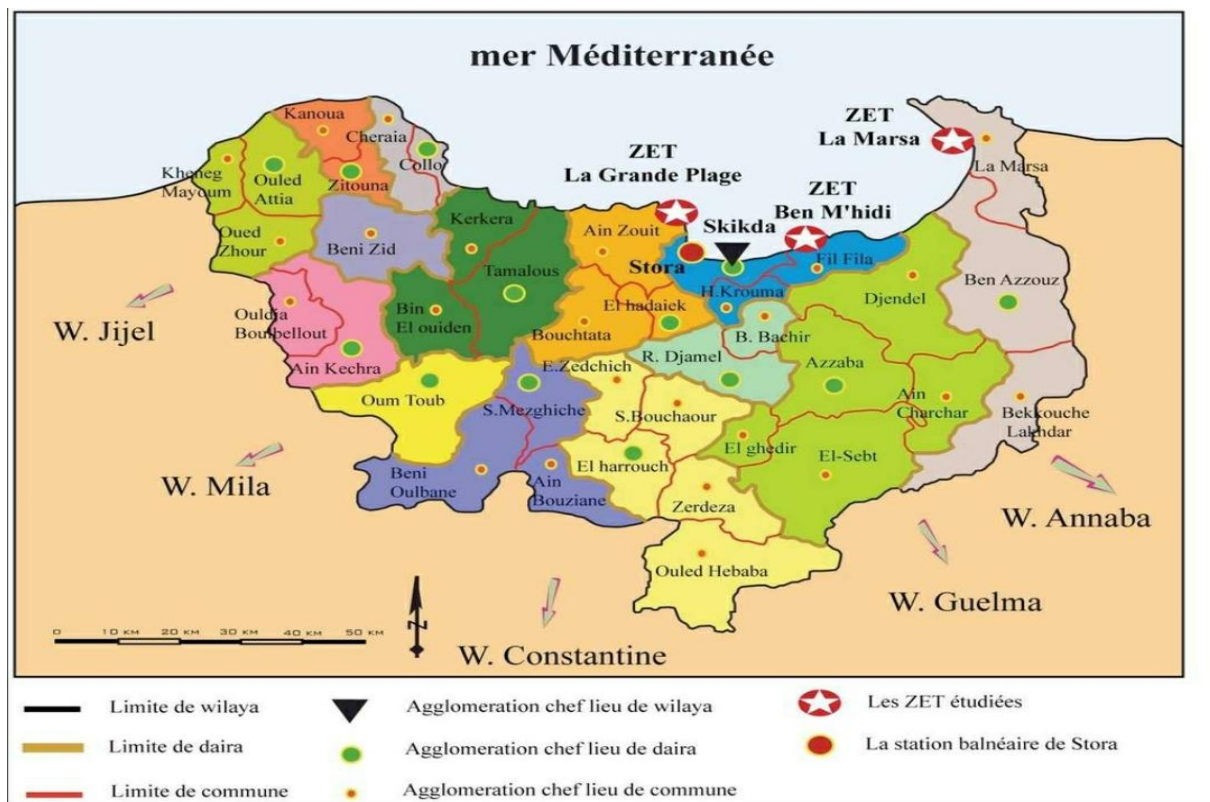 mer Méditerranée
ZET
La Marsa
Kanoua
Cheraia
ZET
La Grande Plage
Kheneg
Mayoum
Ouled
Attia
Zitouna
Collo
La Marsa
ZET
Ben M'hidi
Kerkera
Ain Zouit
Skikda
Oued
Zhour
Beni Zid
Stora
Fil Fila
Tamalous
Ben Azzouz
H.Krouma
Djendel
Ouldja
Boulbellout
Bin
El ouiden
El hadaiek
Bouchtata
B. Bachir
W. Jijel
Ain Kechra
E.Zedchich
R. Djamel
Azzaba
Oum Toub
S.Mezghiche
S.Bouchaour
Ain
Charchar
Bekkouche
Lakhdar
El ghedir
El-Sebt
Beni
Oulbane
Ain
Bouziane
El harrouch
W. Mila
Zerdeza
W. Annaba
Ouled Hebaba
W. Guelma
0 10 KM 20 KM 30 KM 40 KM 50 KM
N
W. Constantine
Limite de wilaya
Agglomeration chef lieu de wilaya
Les ZET étudiées
Limite de daira
Agglomeration chef lieu de daira
La station balnéaire de Stora
Limite de commune
Agglomeration chef lieu de commune